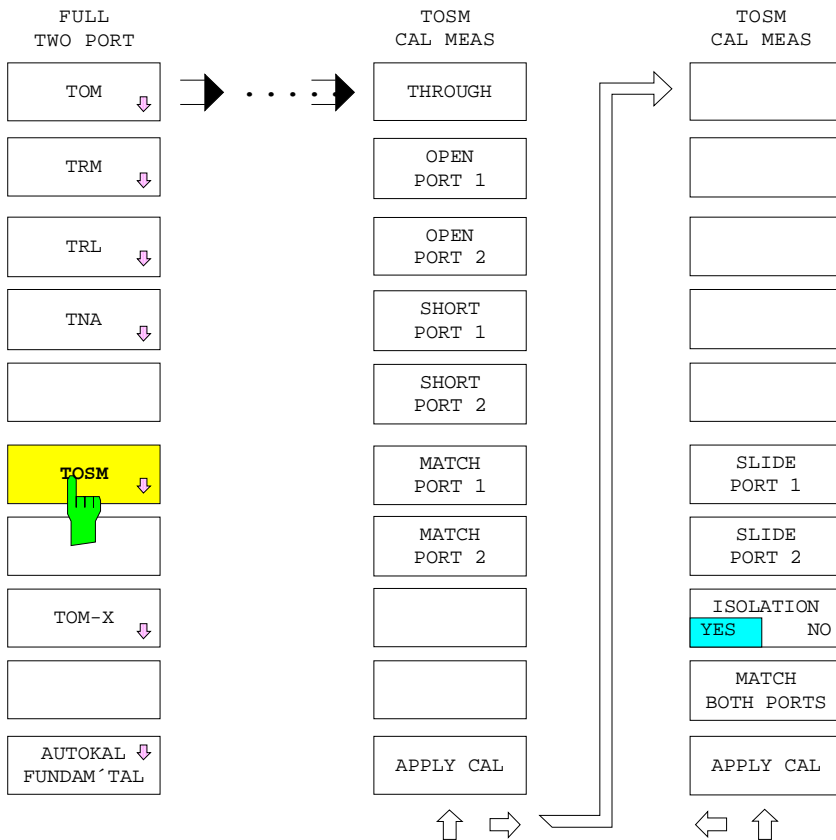 FULL
TWO PORT
TOM
TRM
TRL
TNA
TOSM
TOM-X
AUTOKAL
FUNDAM´TAL
TOSM
CAL MEAS
THROUGH
OPEN
PORT 1
OPEN
PORT 2
SHORT
PORT 1
SHORT
PORT 2
MATCH
PORT 1
MATCH
PORT 2
APPLY CAL
TOSM
CAL MEAS
SLIDE
PORT 1
SLIDE
PORT 2
ISOLATION
YES NO
MATCH
BOTH PORTS
APPLY CAL